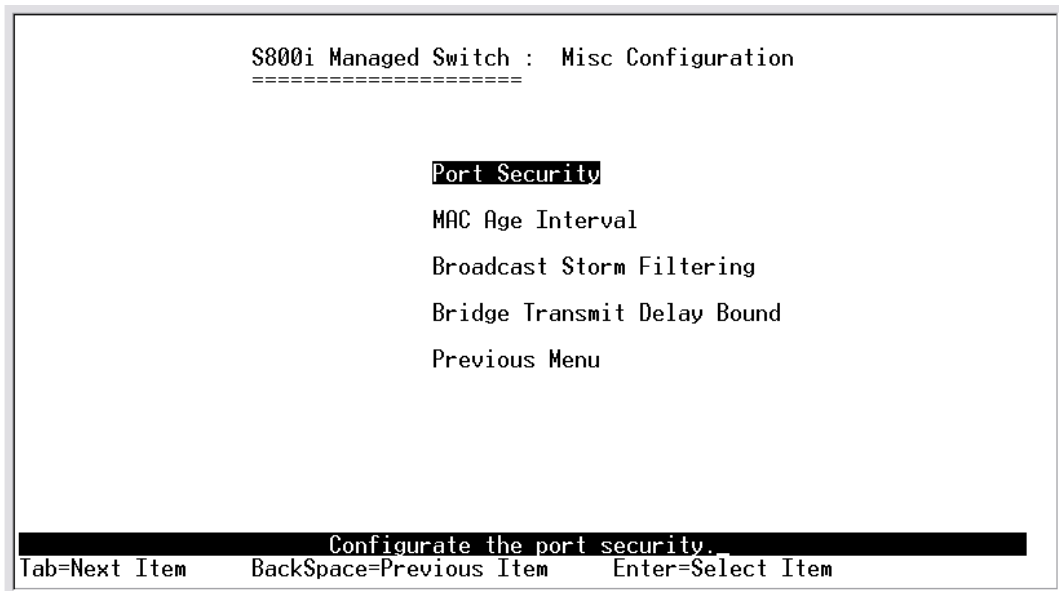 S800i Managed Switch :  Misc Configuration
=====================
Port Security
MAC Age Interval
Broadcast Storm Filtering
Bridge Transmit Delay Bound
Previous Menu
Configurate the port security._
Tab=Next Item     BackSpace=Previous Item     Enter=Select Item